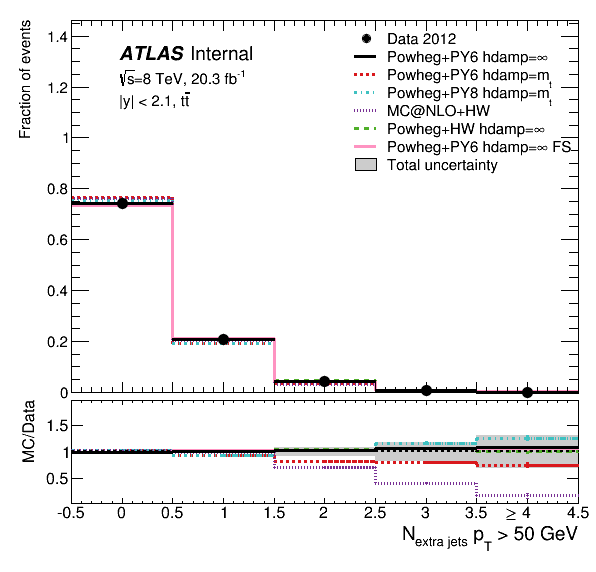 Fraction of events
1.4
1.2
1
0.8
0.6
0.4
0.2
0
ATLAS Internal
√s=8 TeV, 20.3 fb⁻¹
|y| < 2.1, tt̅
Data 2012
Powheg+PY6 hdamp=∞
Powheg+PY6 hdamp=mₜ
Powheg+PY8 hdamp=mₜ
MC@NLO+HW
Powheg+HW hdamp=∞
Powheg+PY6 hdamp=∞ FS
Total uncertainty
MC/Data
1.5
1
0.5
-0.5 0 0.5 1 1.5 2 2.5 3 3.5 ≥ 4 4.5
N extra jets p_T > 50 GeV